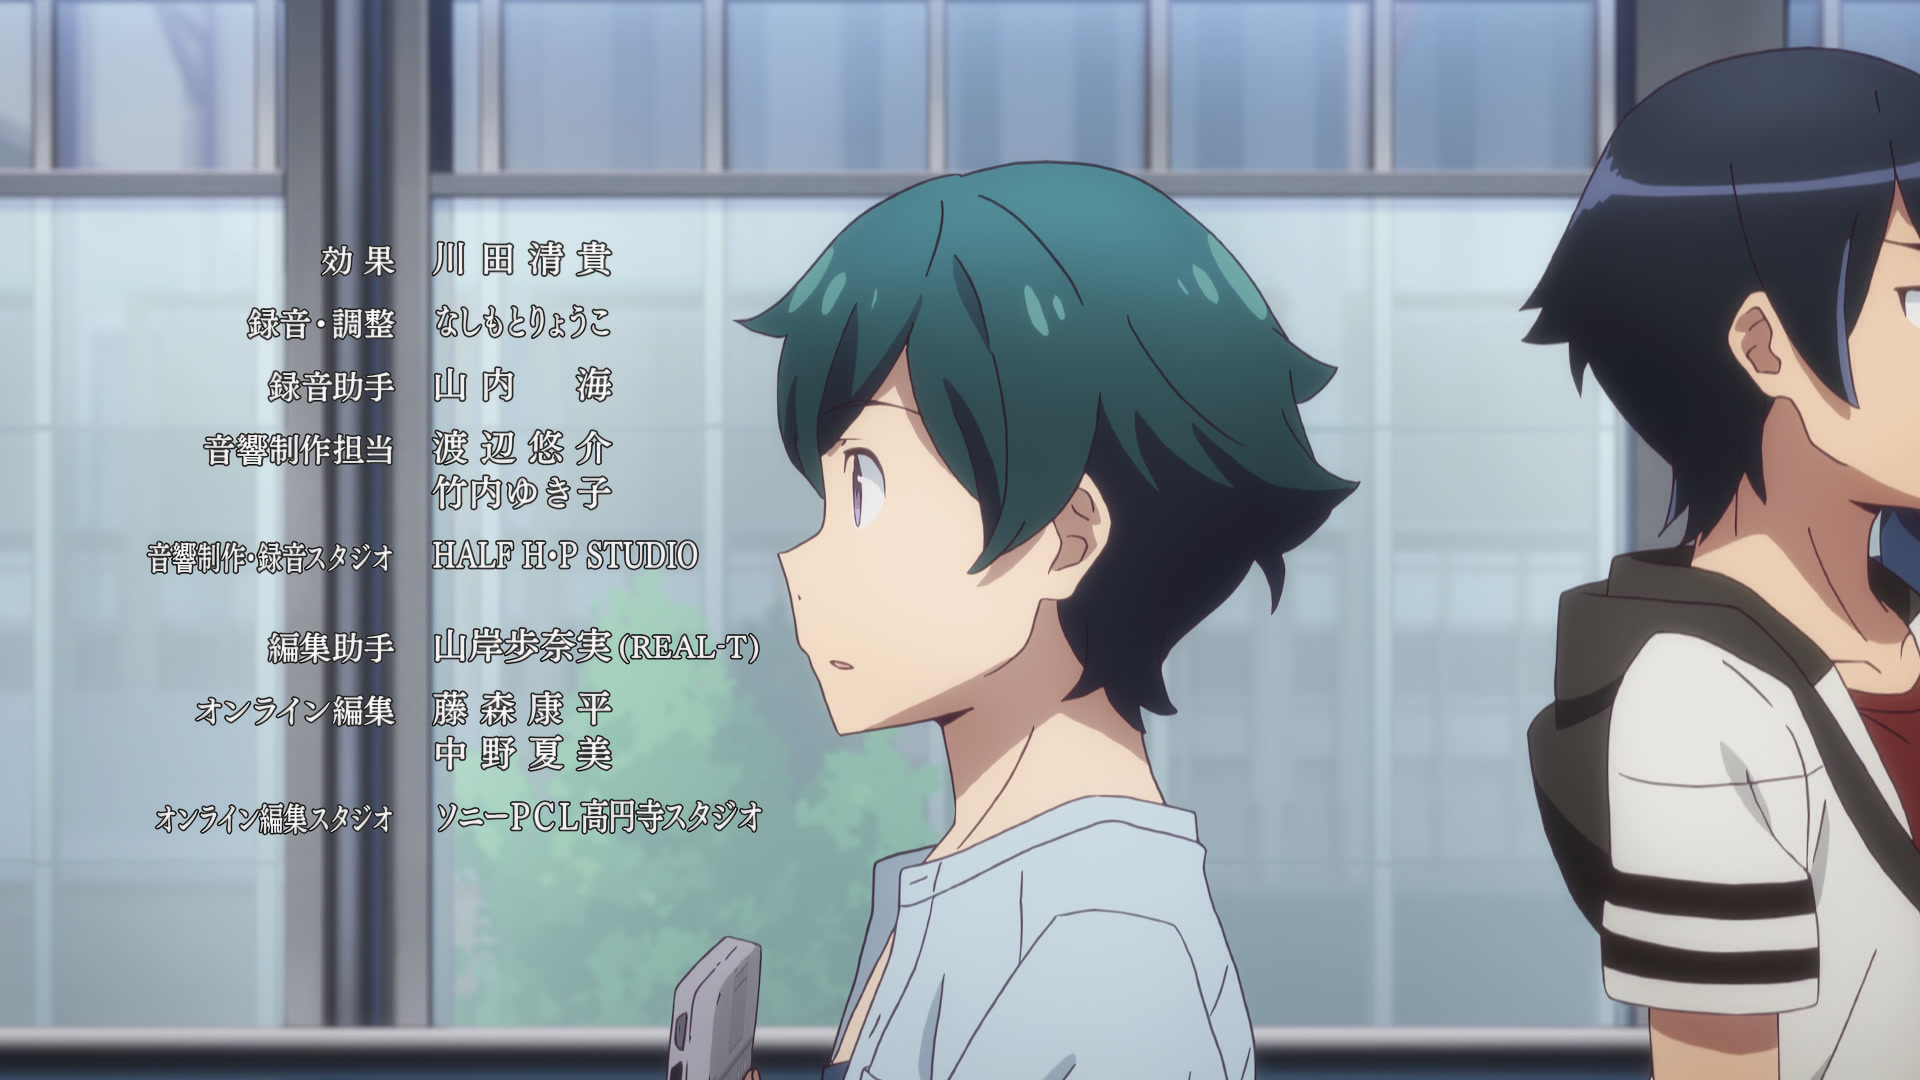 効果 川田清貴
録音・調整 なしもとりょうこ
録音助手 山内 海
音響制作担当 渡辺悠介
竹内ゆき子
音響制作・録音スタジオ HALF H・P STUDIO
編集助手 山岸歩奈実(REAL-T)
オンライン編集 藤森康平
中野夏美
オンライン編集スタジオ ソニーPCL高円寺スタジオ